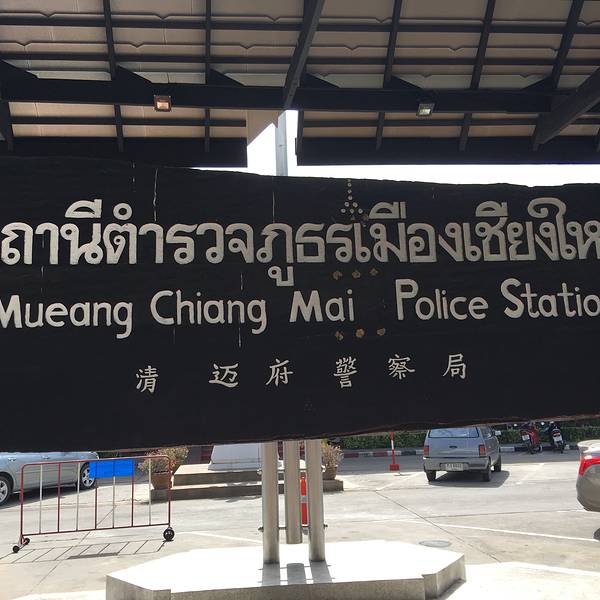 ถานีตำรวจภูธรเมืองเชียงให
Mueang Chiang Mai Police Statio
清 迈 府 警 察 局